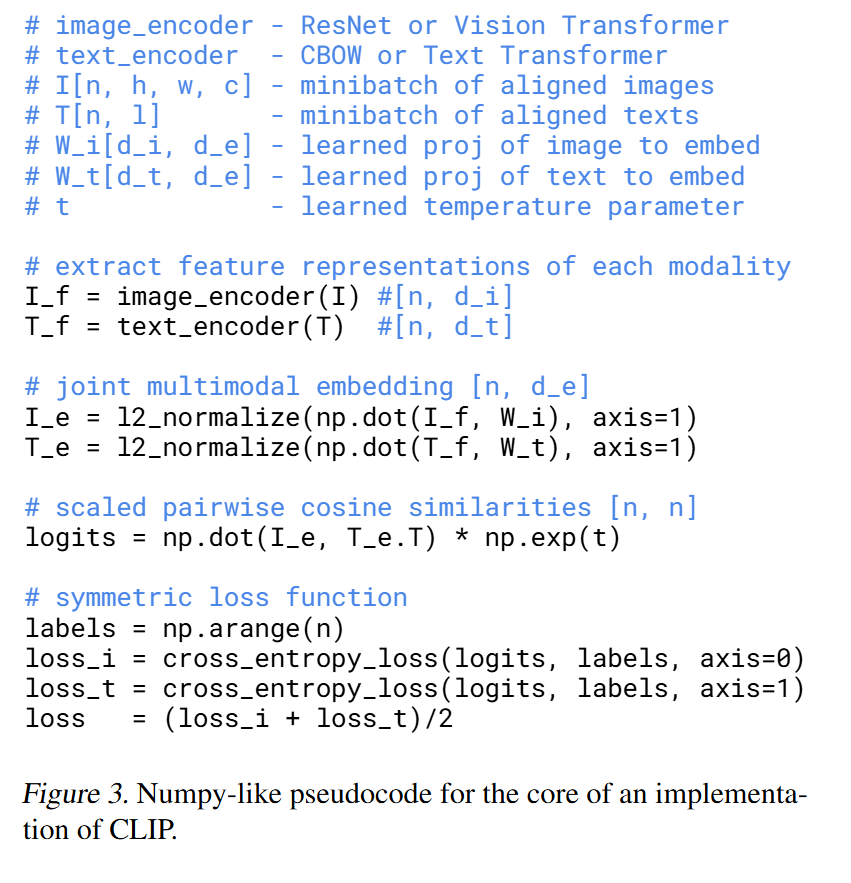 # image_encoder - ResNet or Vision Transformer
# text_encoder  - CBOW or Text Transformer
# I[n, h, w, c] - minibatch of aligned images
# T[n, l]       - minibatch of aligned texts
# W_i[d_i, d_e] - learned proj of image to embed
# W_t[d_t, d_e] - learned proj of text to embed
# t             - learned temperature parameter

# extract feature representations of each modality
I_f = image_encoder(I) #[n, d_i]
T_f = text_encoder(T)  #[n, d_t]

# joint multimodal embedding [n, d_e]
I_e = l2_normalize(np.dot(I_f, W_i), axis=1)
T_e = l2_normalize(np.dot(T_f, W_t), axis=1)

# scaled pairwise cosine similarities [n, n]
logits = np.dot(I_e, T_e.T) * np.exp(t)

# symmetric loss function
labels = np.arange(n)
loss_i = cross_entropy_loss(logits, labels, axis=0)
loss_t = cross_entropy_loss(logits, labels, axis=1)
loss   = (loss_i + loss_t)/2

Figure 3. Numpy-like pseudocode for the core of an implementa-
tion of CLIP.